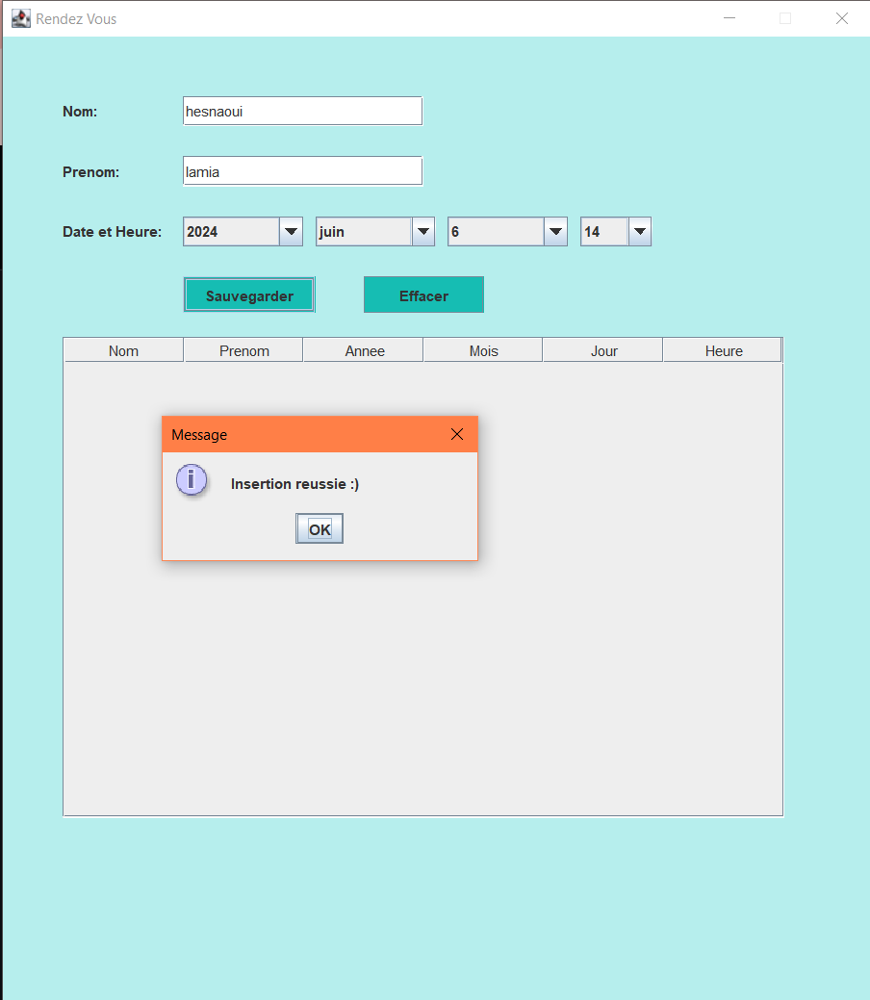 Rendez Vous
Nom: hesnaoui
Prenom: lamia
Date et Heure: 2024 juin 6 14
Sauvegarder Effacer
Nom Prenom Annee Mois Jour Heure
Message
i Insertion reussie :)
OK